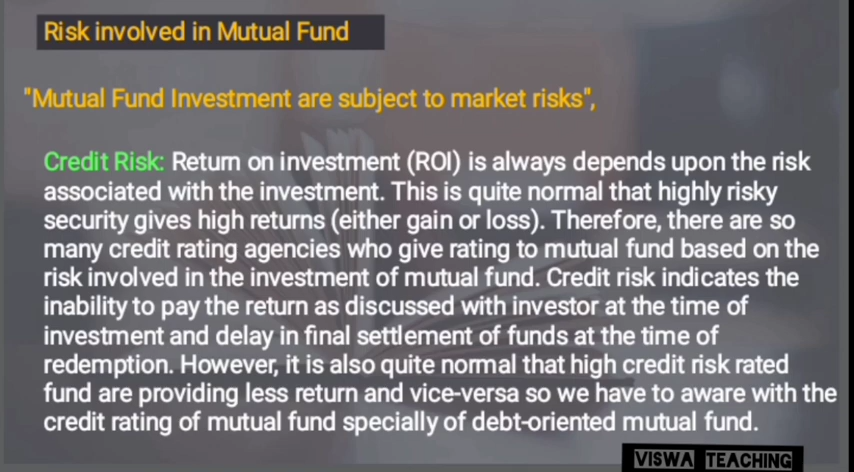 Risk involved in Mutual Fund
"Mutual Fund Investment are subject to market risks",
Credit Risk: Return on investment (ROI) is always depends upon the risk
associated with the investment. This is quite normal that highly risky
security gives high returns (either gain or loss). Therefore, there are so
many credit rating agencies who give rating to mutual fund based on the
risk involved in the investment of mutual fund. Credit risk indicates the
inability to pay the return as discussed with investor at the time of
investment and delay in final settlement of funds at the time of
redemption. However, it is also quite normal that high credit risk rated
fund are providing less return and vice-versa so we have to aware with the
credit rating of mutual fund specially of debt-oriented mutual fund.
VISWA TEACHING